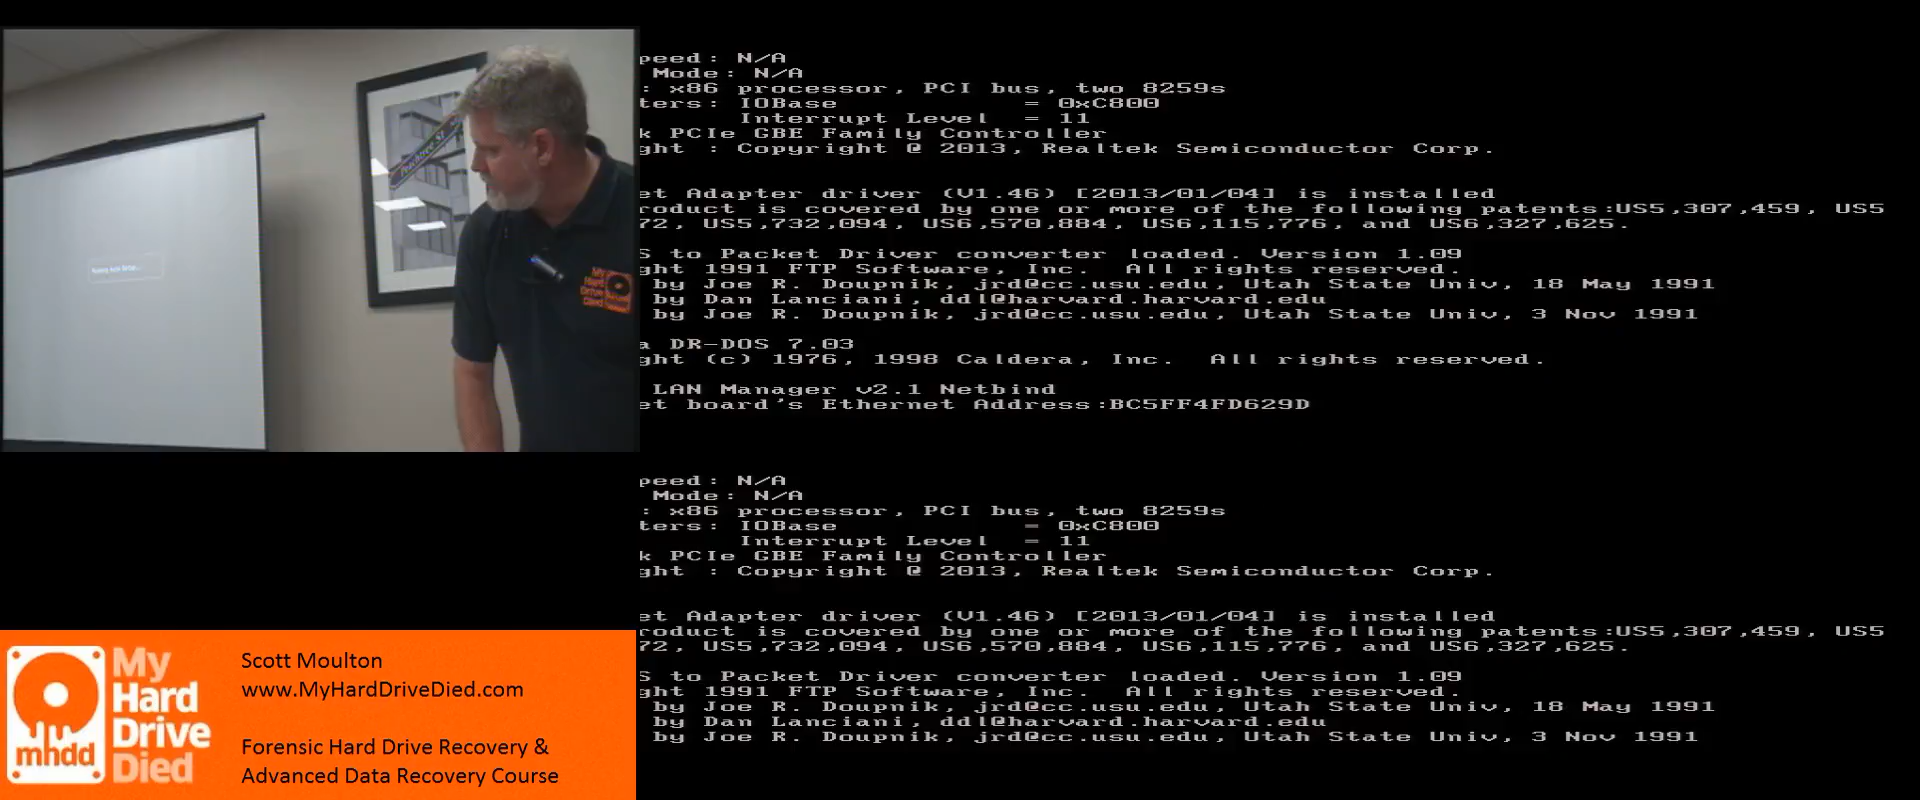 Peachtree St
My
Hard
Drive
Died
peed: N/A
Mode: N/A
: x86 processor, PCI bus, two 8259s
ters: IOBase = 0xC800
Interrupt Level = 11
k PCIe GBE Family Controller
ght : Copyright @ 2013, Realtek Semiconductor Corp.
et Adapter driver (V1.46) [2013/01/04] is installed
roduct is covered by one or more of the following patents:US5,307,459, US5
72, US5,732,094, US6,570,884, US6,115,776, and US6,327,625.
S to Packet Driver converter loaded. Version 1.09
ght 1991 FTP Software, Inc. All rights reserved.
by Joe R. Doupnik, jrd@cc.usu.edu, Utah State Univ, 18 May 1991
by Dan Lanciani, ddl@harvard.harvard.edu
by Joe R. Doupnik, jrd@cc.usu.edu, Utah State Univ, 3 Nov 1991
a DR-DOS 7.03
ght (c) 1976, 1998 Caldera, Inc. All rights reserved.
LAN Manager v2.1 Netbind
et board's Ethernet Address:BC5FF4FD629D
peed: N/A
Mode: N/A
: x86 processor, PCI bus, two 8259s
ters: IOBase = 0xC800
Interrupt Level = 11
k PCIe GBE Family Controller
ght : Copyright @ 2013, Realtek Semiconductor Corp.
et Adapter driver (V1.46) [2013/01/04] is installed
roduct is covered by one or more of the following patents:US5,307,459, US5
72, US5,732,094, US6,570,884, US6,115,776, and US6,327,625.
S to Packet Driver converter loaded. Version 1.09
ght 1991 FTP Software, Inc. All rights reserved.
by Joe R. Doupnik, jrd@cc.usu.edu, Utah State Univ, 18 May 1991
by Dan Lanciani, ddl@harvard.harvard.edu
by Joe R. Doupnik, jrd@cc.usu.edu, Utah State Univ, 3 Nov 1991
mhdd
My
Hard
Drive
Died
Scott Moulton
www.MyHardDriveDied.com
Forensic Hard Drive Recovery &
Advanced Data Recovery Course